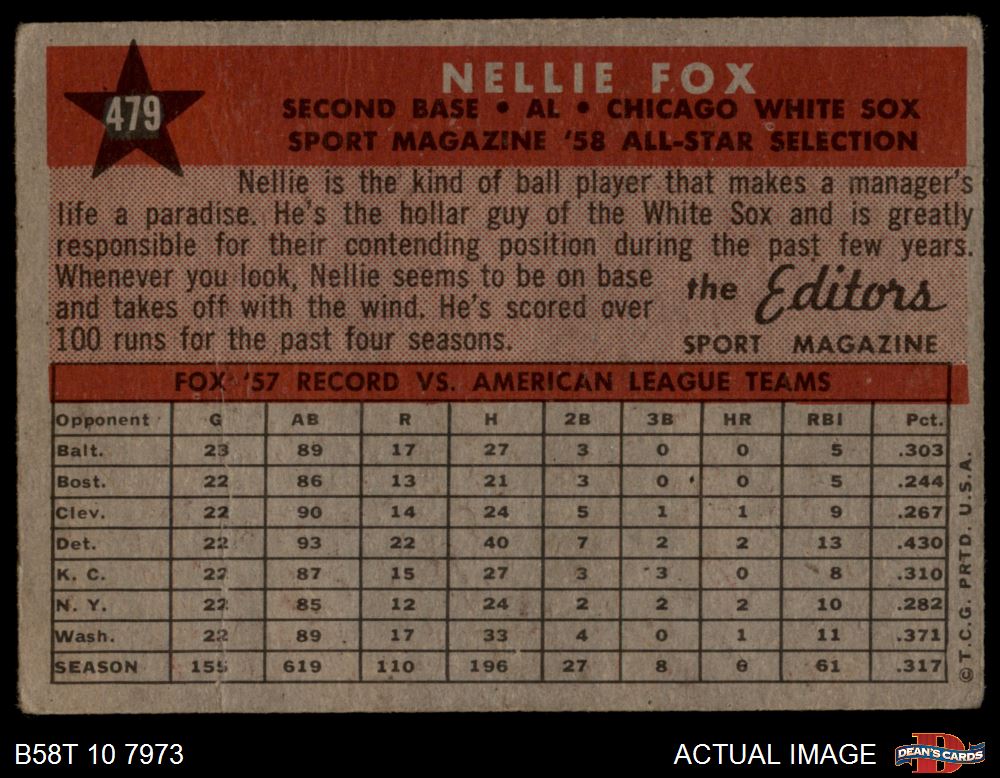 479
NELLIE FOX
SECOND BASE • AL • CHICAGO WHITE SOX
SPORT MAGAZINE '58 ALL-STAR SELECTION
Nellie is the kind of ball player that makes a manager's
life a paradise. He's the hollar guy of the White Sox and is greatly
responsible for their contending position during the past few years.
Whenever you look, Nellie seems to be on base
and takes off with the wind. He's scored over
100 runs for the past four seasons.
the Editors
SPORT MAGAZINE
FOX '57 RECORD VS. AMERICAN LEAGUE TEAMS
Opponent G AB R H 2B 3B HR RBI Pct.
Balt. 23 89 17 27 3 0 0 5 .303
Bost. 22 86 13 21 3 0 0 5 .244
Clev. 22 90 14 24 5 1 1 9 .267
Det. 22 93 22 40 7 2 2 13 .430
K. C. 22 87 15 27 3 3 0 8 .310
N. Y. 22 85 12 24 2 2 2 10 .282
Wash. 22 89 17 33 4 0 1 11 .371
SEASON 155 619 110 196 27 8 6 61 .317
© T.C.G. PRTD. U.S.A.
B58T 10 7973
ACTUAL IMAGE
DEAN'S CARDS